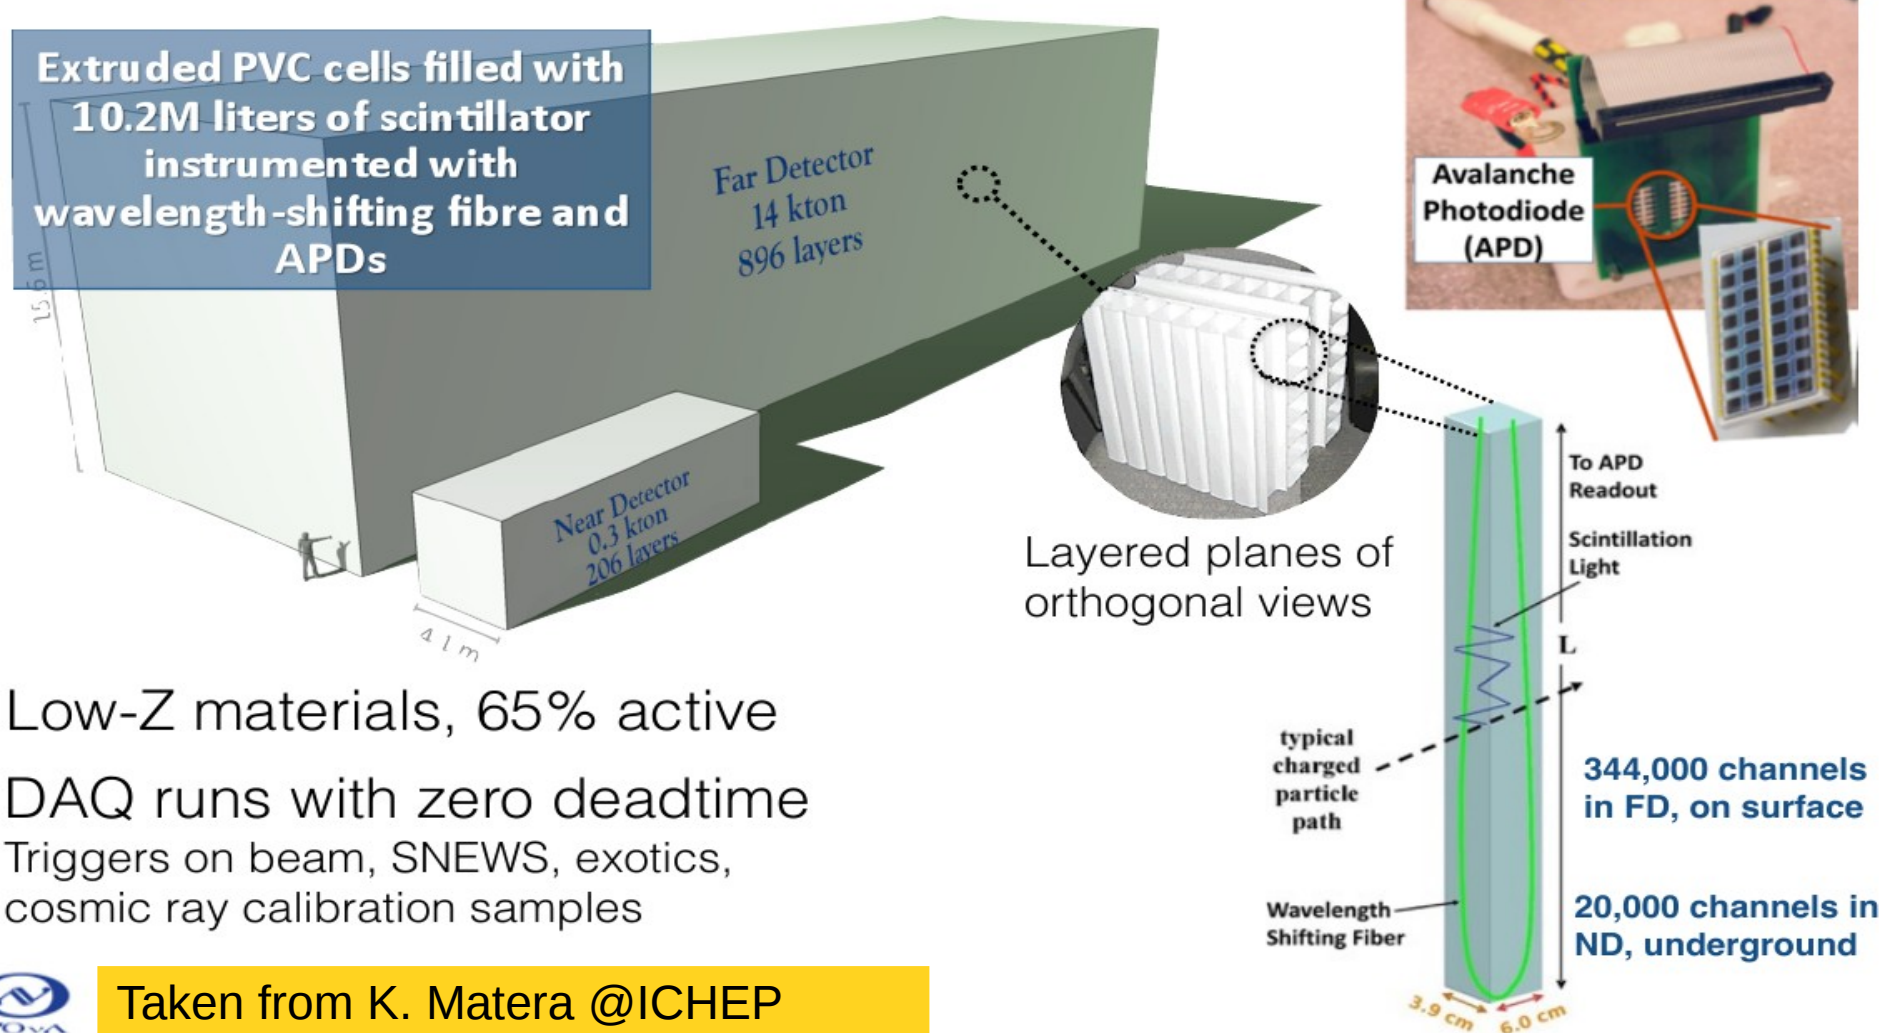 Extruded PVC cells filled with
10.2M liters of scintillator
instrumented with
wavelength-shifting fibre and
APDs
15.6 m
Far Detector
14 kton
896 layers
Near Detector
0.3 kton
206 layers
4 1 m
Avalanche
Photodiode
(APD)
Layered planes of
orthogonal views
To APD
Readout
Scintillation
Light
L
typical
charged
particle
path
Wavelength
Shifting Fiber
3.9 cm
6.0 cm
344,000 channels
in FD, on surface
20,000 channels in
ND, underground
Low-Z materials, 65% active
DAQ runs with zero deadtime
Triggers on beam, SNEWS, exotics,
cosmic ray calibration samples
Taken from K. Matera @ICHEP